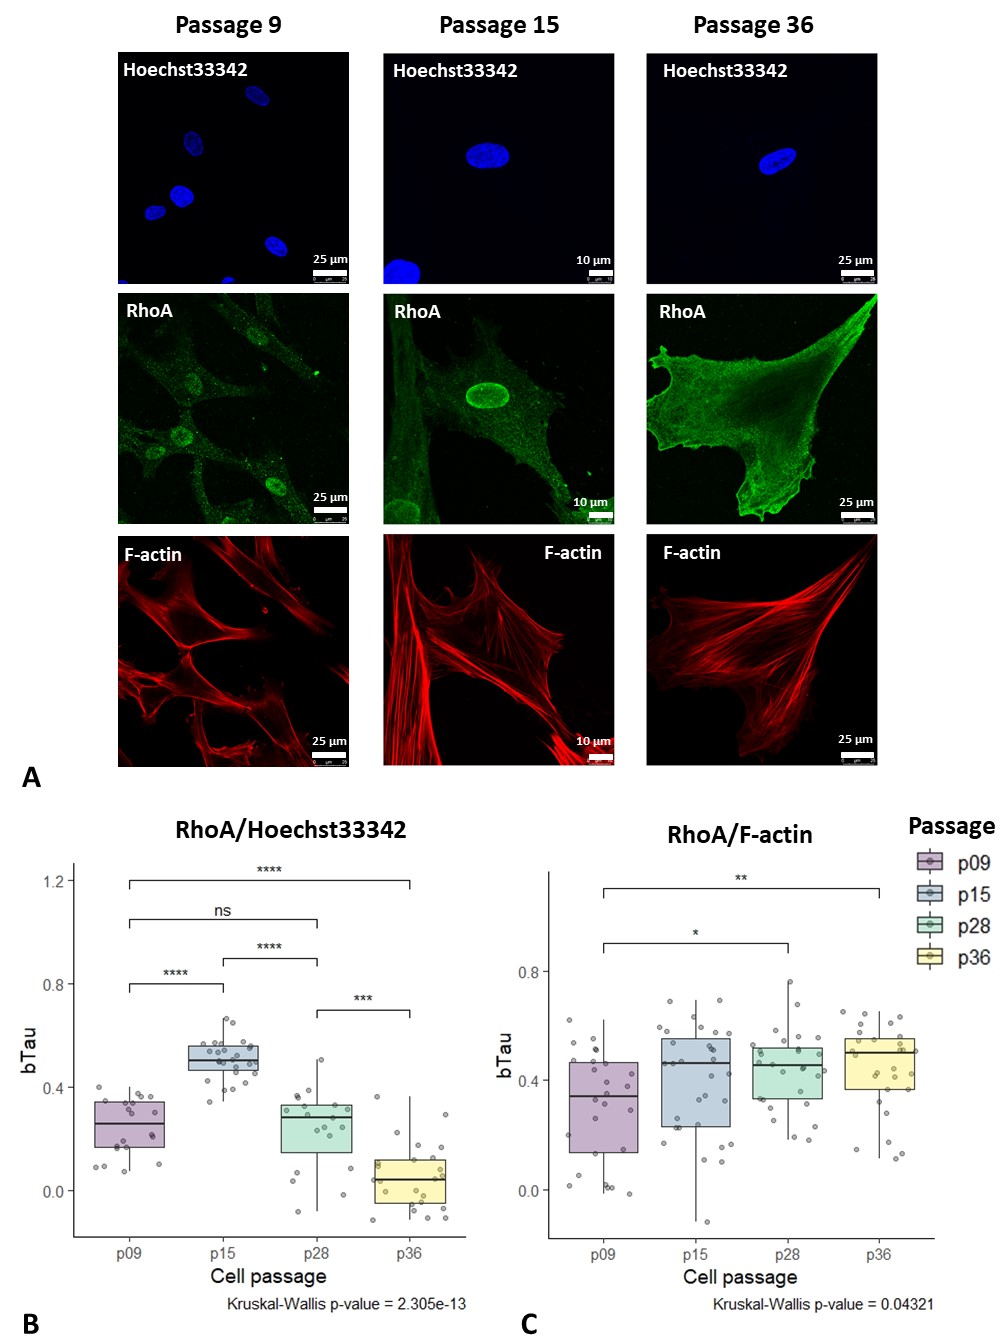 Passage 9
Passage 15
Passage 36
Hoechst33342
Hoechst33342
Hoechst33342
25 µm
10 µm
25 µm
RhoA
RhoA
RhoA
25 µm
10 µm
25 µm
F-actin
F-actin
F-actin
25 µm
10 µm
25 µm
A
RhoA/Hoechst33342
bTau
1.2
0.8
0.4
0.0
****
ns
****
****
***
p09
p15
p28
p36
Cell passage
Kruskal-Wallis p-value = 2.305e-13
B
RhoA/F-actin
bTau
0.8
0.4
0.0
**
*
p09
p15
p28
p36
Cell passage
Kruskal-Wallis p-value = 0.04321
C
Passage
p09
p15
p28
p36